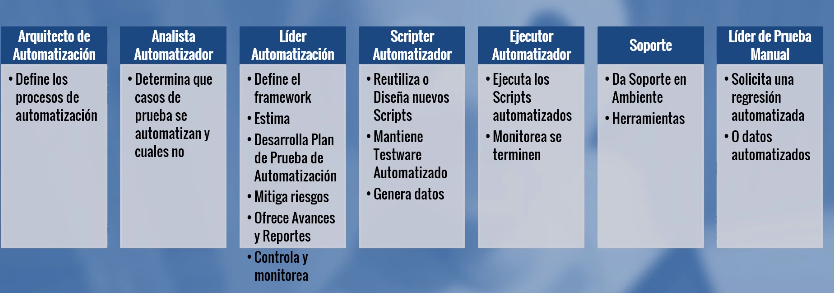 Arquitecto de
Automatización
• Define los
procesos de
automatización
Analista
Automatizador
• Determina que
casos de
prueba se
automatizan y
cuales no
Líder
Automatización
• Define el
framework
• Estima
• Desarrolla Plan
de Prueba de
Automatización
• Mitiga riesgos
• Ofrece Avances
y Reportes
• Controla y
monitorea
Scripter
Automatizador
• Reutiliza o
Diseña nuevos
Scripts
• Mantiene
Testware
Automatizado
• Genera datos
Ejecutor
Automatizador
• Ejecuta los
Scripts
automatizados
• Monitorea se
terminen
Soporte
• Da Soporte en
Ambiente
• Herramientas
Líder de Prueba
Manual
• Solicita una
regresión
automatizada
• O datos
automatizados